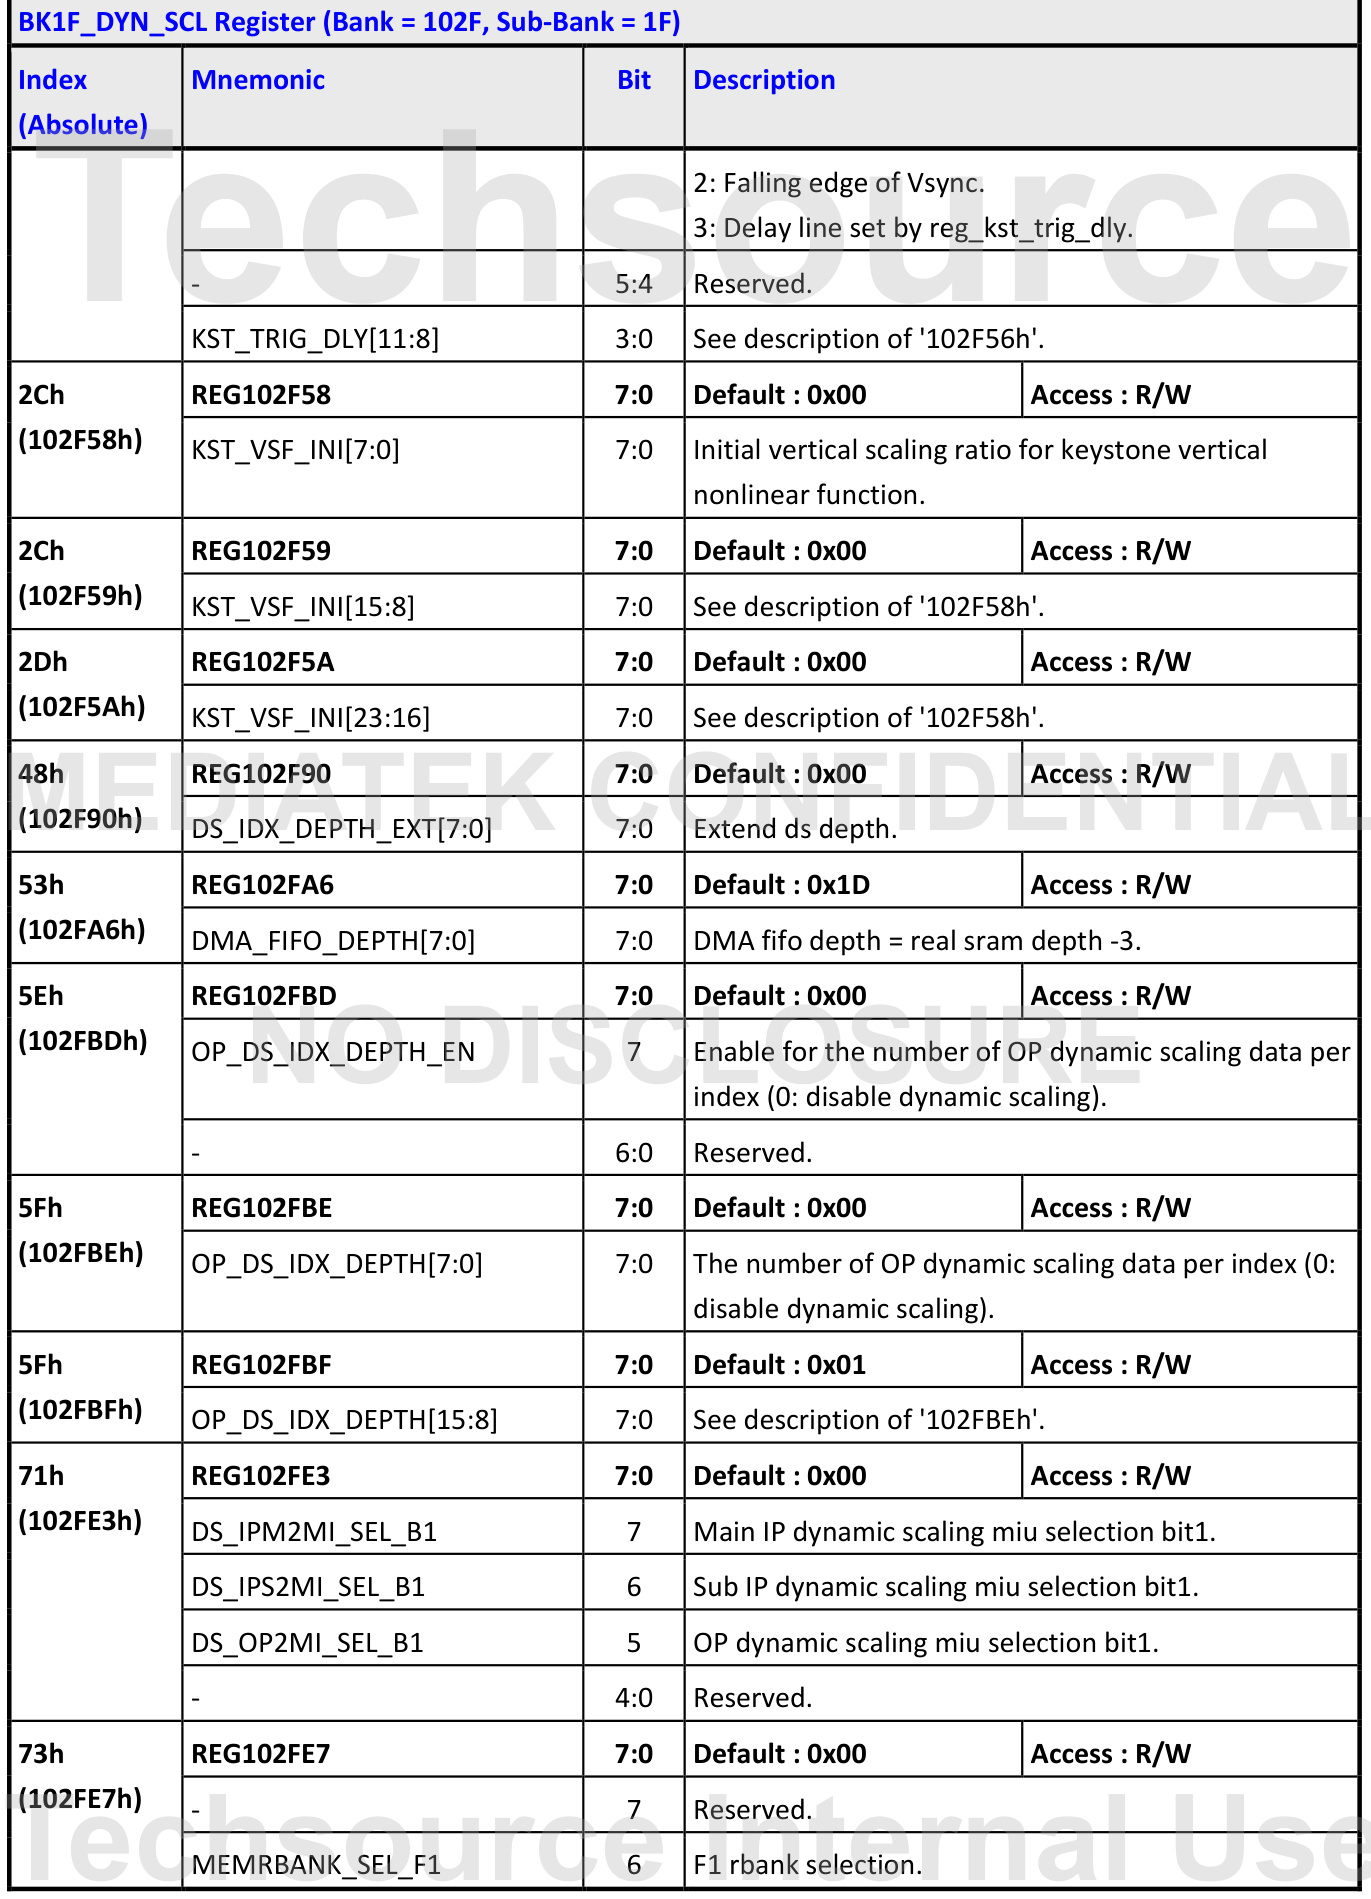 BK1F_DYN_SCL Register (Bank = 102F, Sub-Bank = 1F)
Index (Absolute) Mnemonic Bit Description
2: Falling edge of Vsync.
3: Delay line set by reg_kst_trig_dly.
- 5:4 Reserved.
KST_TRIG_DLY[11:8] 3:0 See description of '102F56h'.
2Ch REG102F58 7:0 Default : 0x00 Access : R/W
(102F58h) KST_VSF_INI[7:0] 7:0 Initial vertical scaling ratio for keystone vertical
nonlinear function.
2Ch REG102F59 7:0 Default : 0x00 Access : R/W
(102F59h) KST_VSF_INI[15:8] 7:0 See description of '102F58h'.
2Dh REG102F5A 7:0 Default : 0x00 Access : R/W
(102F5Ah) KST_VSF_INI[23:16] 7:0 See description of '102F58h'.
48h REG102F90 7:0 Default : 0x00 Access : R/W
(102F90h) DS_IDX_DEPTH_EXT[7:0] 7:0 Extend ds depth.
53h REG102FA6 7:0 Default : 0x1D Access : R/W
(102FA6h) DMA_FIFO_DEPTH[7:0] 7:0 DMA fifo depth = real sram depth -3.
5Eh REG102FBD 7:0 Default : 0x00 Access : R/W
(102FBDh) OP_DS_IDX_DEPTH_EN 7 Enable for the number of OP dynamic scaling data per
index (0: disable dynamic scaling).
- 6:0 Reserved.
5Fh REG102FBE 7:0 Default : 0x00 Access : R/W
(102FBEh) OP_DS_IDX_DEPTH[7:0] 7:0 The number of OP dynamic scaling data per index (0:
disable dynamic scaling).
5Fh REG102FBF 7:0 Default : 0x01 Access : R/W
(102FBFh) OP_DS_IDX_DEPTH[15:8] 7:0 See description of '102FBEh'.
71h REG102FE3 7:0 Default : 0x00 Access : R/W
(102FE3h) DS_IPM2MI_SEL_B1 7 Main IP dynamic scaling miu selection bit1.
DS_IPS2MI_SEL_B1 6 Sub IP dynamic scaling miu selection bit1.
DS_OP2MI_SEL_B1 5 OP dynamic scaling miu selection bit1.
- 4:0 Reserved.
73h REG102FE7 7:0 Default : 0x00 Access : R/W
(102FE7h) - 7 Reserved.
MEMRBANK_SEL_F1 6 F1 rbank selection.
Techsource
MEDIATEK CONFIDENTIAL
NO DISCLOSURE
Techsource Internal Use